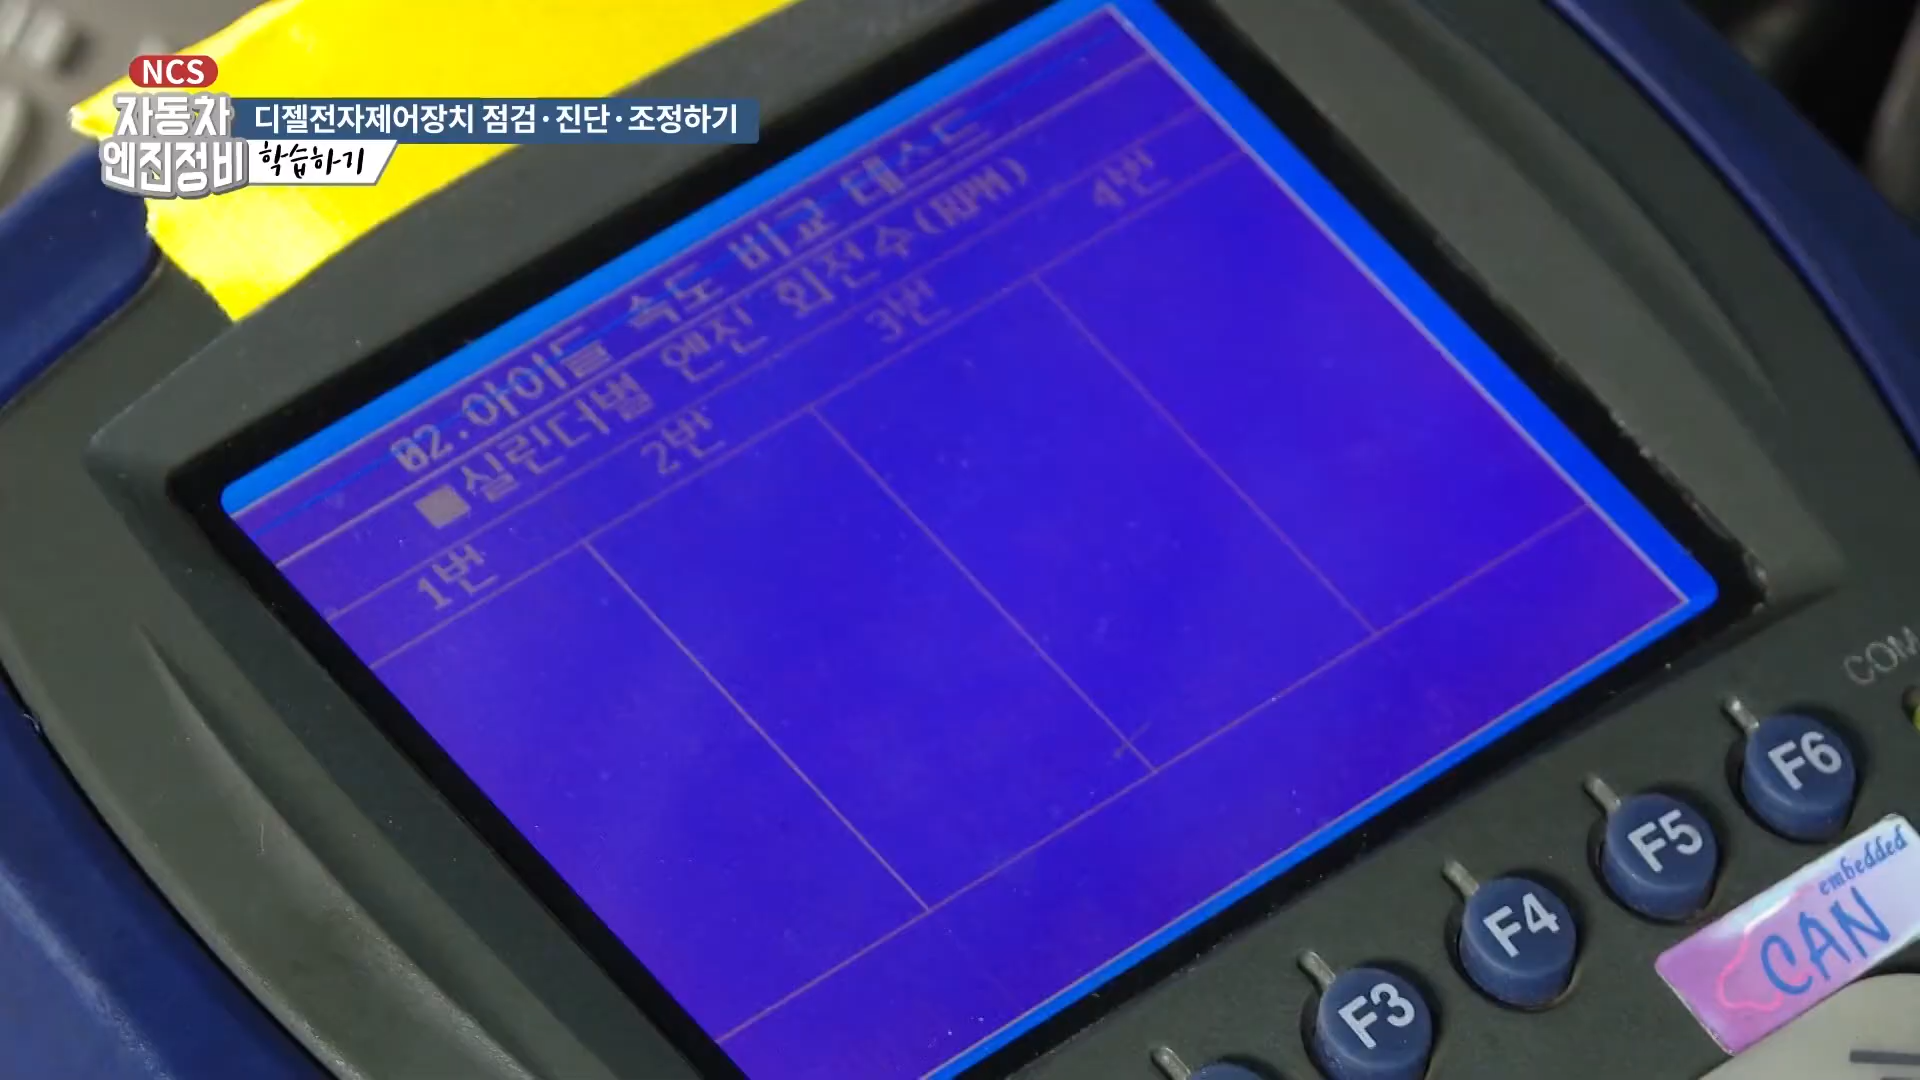 NCS
자동차
엔진정비
디젤전자제어장치 점검·진단·조정하기
학습하기
02.아이들 속도 비교 테스트
■실린더별 엔진 회전수(RPM)
1번 2번 3번 4번
COM
F6
F5
F4
F3
embedded
CAN